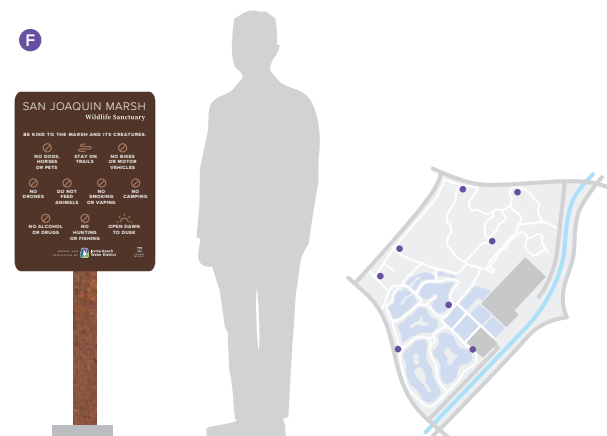 F
SAN JOAQUIN MARSH
Wildlife Sanctuary
BE KIND TO THE MARSH AND ITS CREATURES.
NO DOGS, HORSES OR PETS
STAY ON TRAILS
NO BIKES OR MOTOR VEHICLES
NO DRONES
DO NOT FEED ANIMALS
NO SMOKING OR VAPING
NO CAMPING
NO ALCOHOL OR DRUGS
NO HUNTING OR FISHING
OPEN DAWN TO DUSK
Irvine Ranch
Water District